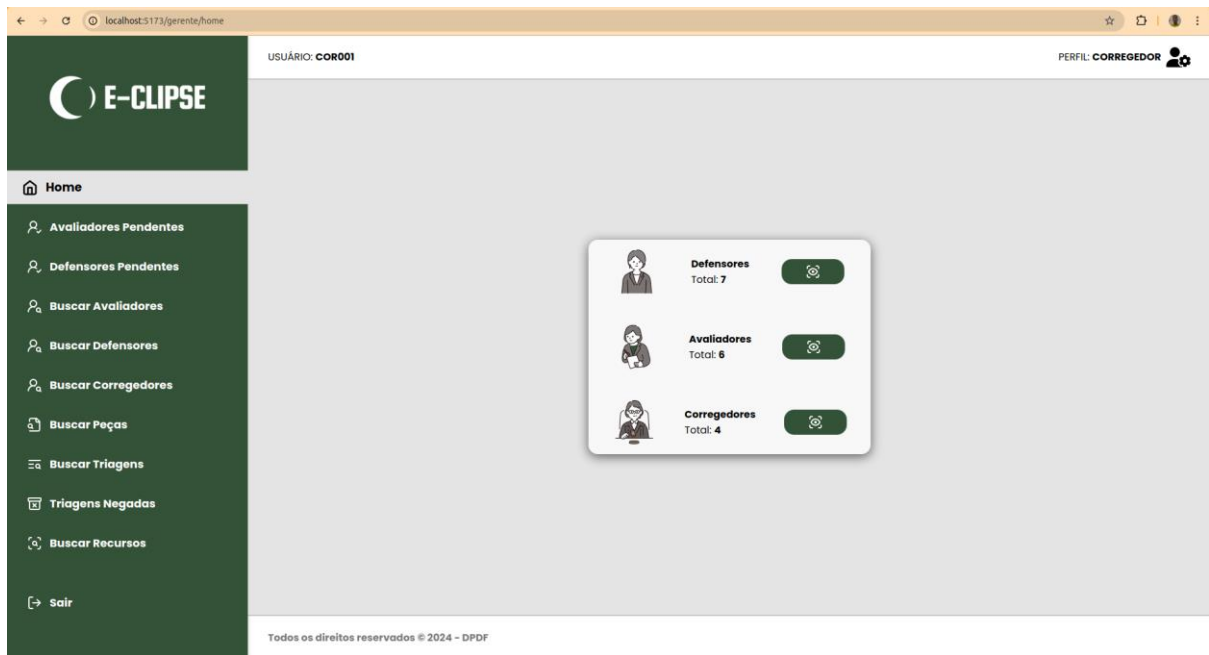 localhost:5173/gerente/home
USUÁRIO: COR001
PERFIL: CORREGEDOR
E-CLIPSE
Home
Avaliadores Pendentes
Defensores Pendentes
Buscar Avaliadores
Buscar Defensores
Buscar Corregedores
Buscar Peças
Buscar Triagens
Triagens Negadas
Buscar Recursos
Sair
Defensores
Total: 7
Avaliadores
Total: 6
Corregedores
Total: 4
Todos os direitos reservados © 2024 - DPDF